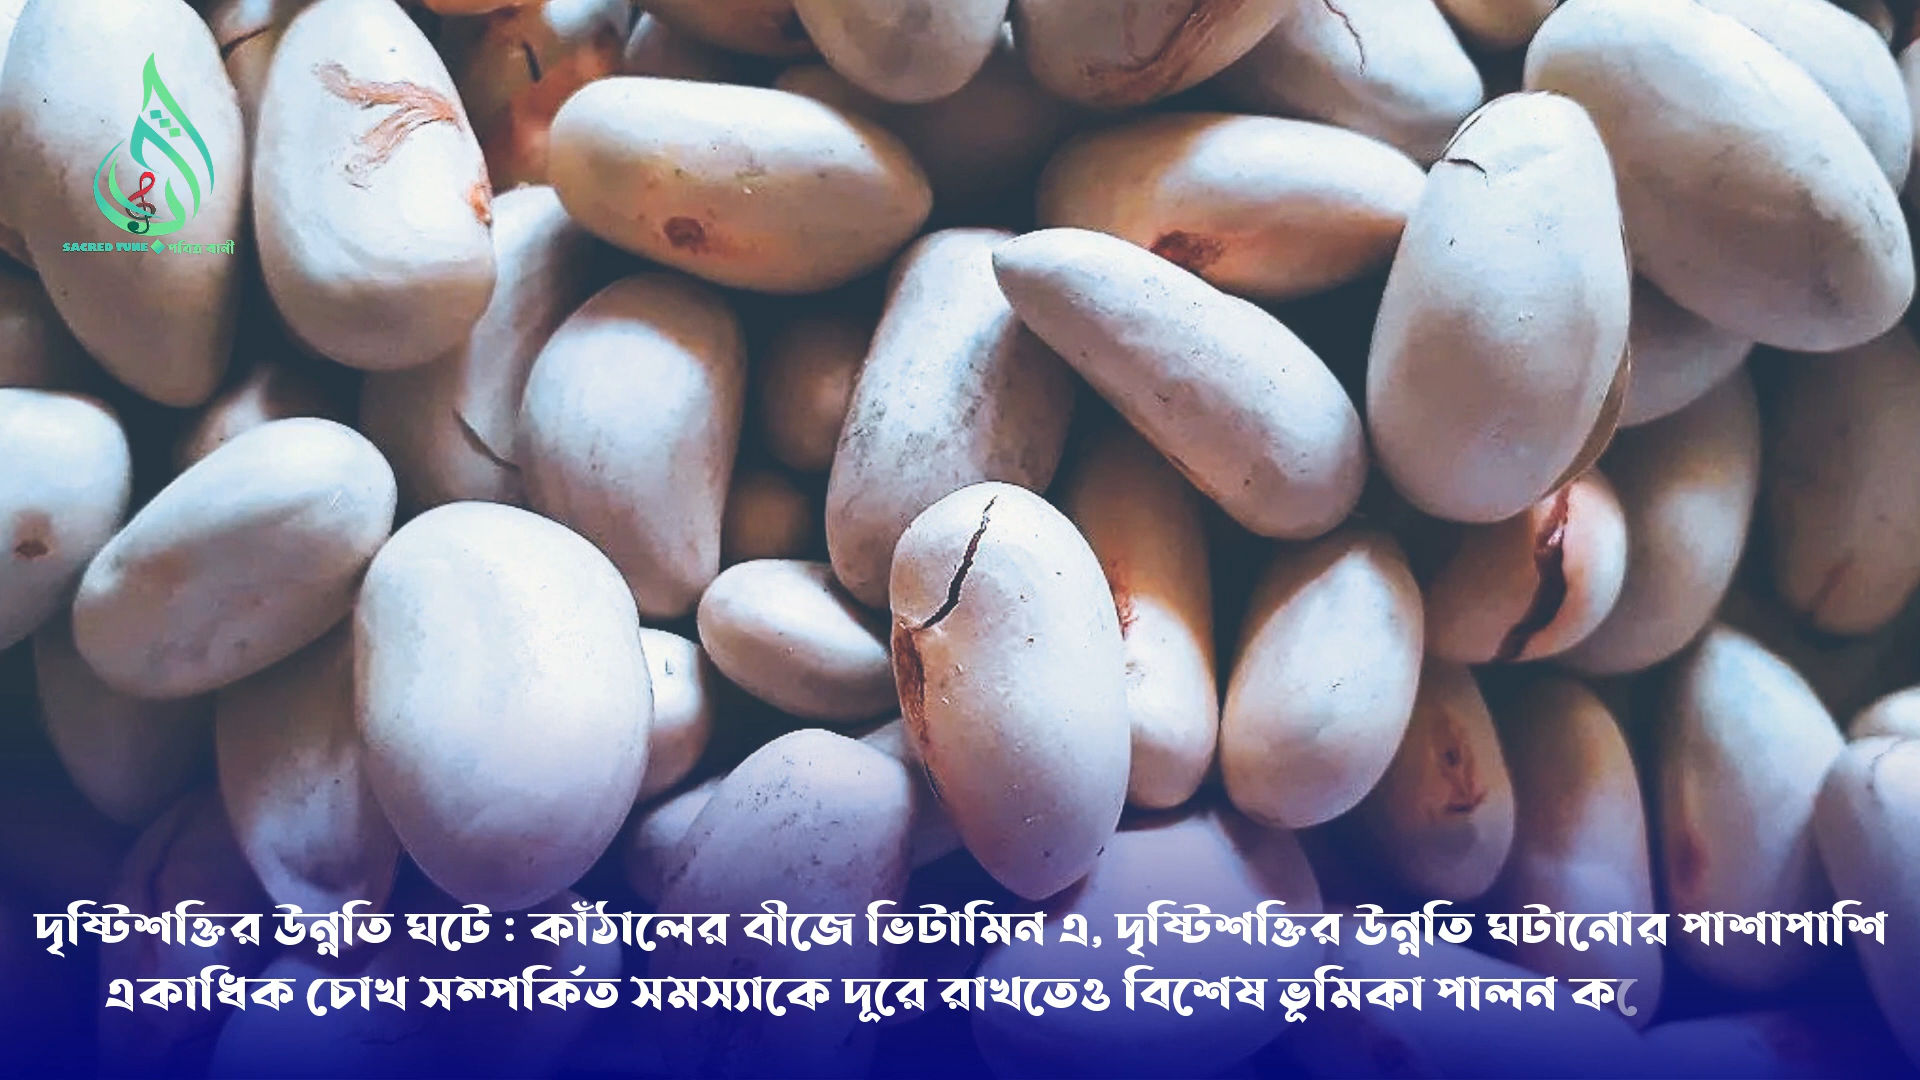 SACRED TUNE ◆ পবিত্র বানী
দৃষ্টিশক্তির উন্নতি ঘটে : কাঁঠালের বীজে ভিটামিন এ, দৃষ্টিশক্তির উন্নতি ঘটানোর পাশাপাশি
একাধিক চোখ সম্পর্কিত সমস্যাকে দূরে রাখতেও বিশেষ ভূমিকা পালন কে